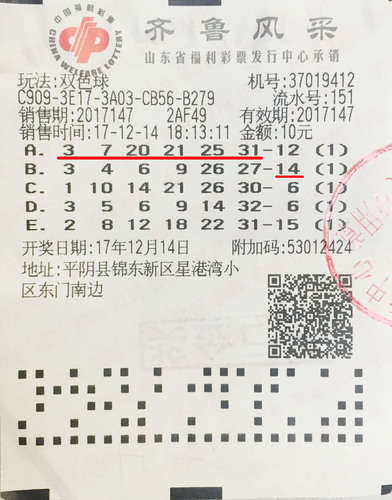 中国福利彩票
CHINA WELFARE LOTTERY
齐鲁风采
山东省福利彩票发行中心承销
玩法:双色球 机号:37019412
C909-3E17-3A03-CB56-B279 流水号:151
销售期:2017147 2AF49 有效期:2017147
销售时间:17-12-14 18:13:11 金额:10元
A. 3 7 20 21 25 31-12 (1)
B. 3 4 6 9 26 27-14 (1)
C. 1 10 14 21 26 30- 6 (1)
D. 3 5 6 9 14 32- 6 (1)
E. 2 8 12 18 22 31-15 (1)
开奖日期:17年12月14日 附加码:53012424
地址:平阴县锦东新区星港湾小
区东门南边